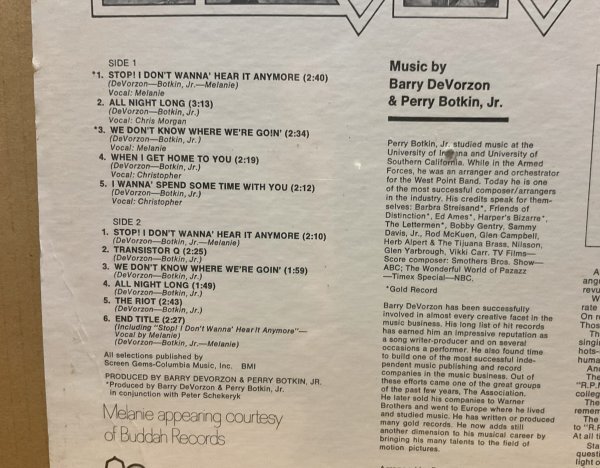 SIDE 1
*1. STOP! I DON'T WANNA' HEAR IT ANYMORE (2:40)
(DeVorzon—Botkin, Jr.—Melanie)
Vocal: Melanie
2. ALL NIGHT LONG (3:13)
(DeVorzon—Botkin, Jr.)
Vocal: Chris Morgan
*3. WE DON'T KNOW WHERE WE'RE GOIN' (2:34)
(DeVorzon—Botkin, Jr.)
Vocal: Melanie
4. WHEN I GET HOME TO YOU (2:19)
(DeVorzon—Botkin, Jr.)
Vocal: Christopher
5. I WANNA' SPEND SOME TIME WITH YOU (2:12)
(DeVorzon—Botkin, Jr.)
Vocal: Christopher
SIDE 2
1. STOP! I DON'T WANNA' HEAR IT ANYMORE (2:10)
(DeVorzon—Botkin, Jr.—Melanie)
2. TRANSISTOR Q (2:25)
(DeVorzon—Botkin, Jr.)
3. WE DON'T KNOW WHERE WE'RE GOIN' (1:59)
(DeVorzon—Botkin, Jr.)
4. ALL NIGHT LONG (1:49)
(DeVorzon—Botkin, Jr.)
5. THE RIOT (2:43)
(DeVorzon—Botkin, Jr.)
6. END TITLE (2:27)
(Including "Stop! I Don't Wanna' Hear It Anymore"—
Vocal by Melanie)
(DeVorzon—Botkin, Jr.—Melanie)
All selections published by
Screen Gems-Columbia Music, Inc. BMI
PRODUCED BY BARRY DEVORZON & PERRY BOTKIN, JR.
*Produced by Barry DeVorzon & Perry Botkin, Jr.
in conjunction with Peter Schekeryk
Melanie appearing courtesy
of Buddah Records
Music by
Barry DeVorzon
& Perry Botkin, Jr.
Perry Botkin, Jr. studied music at the
University of Indiana and University of
Southern California. While in the Armed
Forces, he was an arranger and orchestrator
for the West Point Band. Today he is one
of the most successful composer/arrangers
in the industry. His credits speak for them-
selves: Barbra Streisand*, Friends of
Distinction*, Ed Ames*, Harper's Bizarre*,
The Lettermen*, Bobby Gentry, Sammy
Davis, Jr., Rod McKuen, Glen Campbell,
Herb Alpert & The Tijuana Brass, Nilsson,
Glen Yarbrough, Vikki Carr. TV Films—
Score composer: Smothers Bros. Show—
ABC; The Wonderful World of Pazazz
—Timex Special—NBC.
*Gold Record
Barry DeVorzon has been successfully
involved in almost every creative facet in the
music business. His long list of hit records
has earned him an impressive reputation as
a song writer-producer and on several
occasions a performer. He also found time
to build one of the most successful inde-
pendent music publishing and record
companies in the music business. Out of
these efforts came one of the great groups
of the past few years, The Association.
He later sold his companies to Warner
Brothers and went to Europe where he lived
and studied music. He has written or produced
many gold records. He now adds still
another dimension to his musical career by
bringing his many talents to the field of
motion pictures.